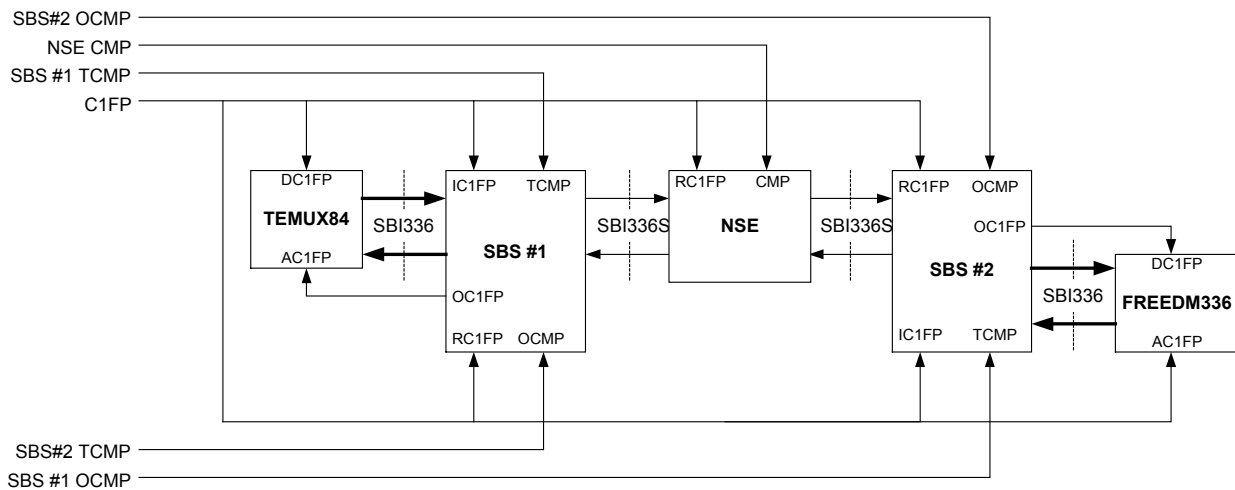 SBS#2 OCMP
NSE CMP
SBS #1 TCMP
C1FP
DC1FP
TEMUX84
AC1FP
SBI336
IC1FP
TCMP
SBS #1
OC1FP
RC1FP
OCMP
SBI336S
RC1FP
CMP
NSE
SBI336S
RC1FP
OCMP
OC1FP
SBS #2
IC1FP
TCMP
SBI336
DC1FP
FREEDM336
AC1FP
SBS#2 TCMP
SBS #1 OCMP